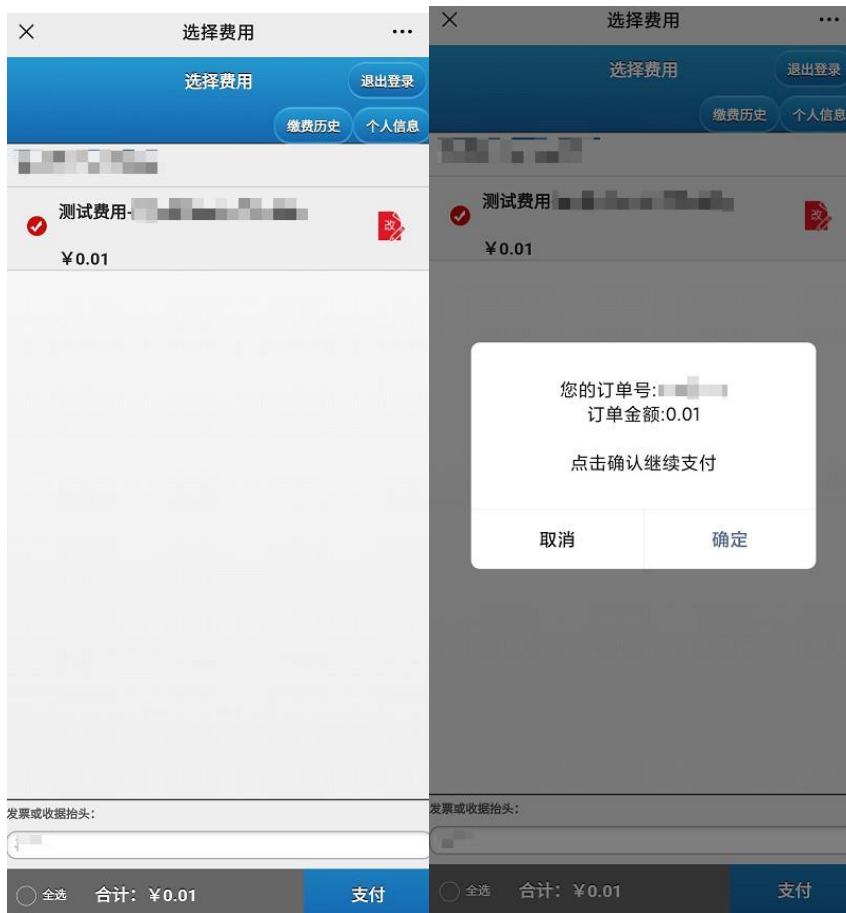 选择费用
选择费用
退出登录
缴费历史
个人信息
测试费用-
改
￥0.01
发票或收据抬头：
全选
合计：￥0.01
支付
选择费用
选择费用
退出登录
缴费历史
个人信息
测试费用
改
￥0.01
您的订单号:
订单金额:0.01
点击确认继续支付
取消
确定
发票或收据抬头：
全选
合计：￥0.01
支付